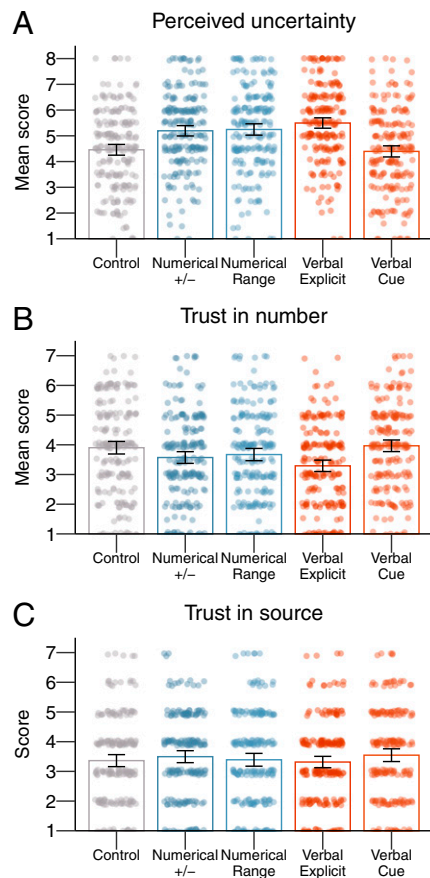 A Perceived uncertainty
Mean score
8
7
6
5
4
3
2
1
Control Numerical Numerical Verbal Verbal
+/− Range Explicit Cue
B Trust in number
Mean score
7
6
5
4
3
2
1
Control Numerical Numerical Verbal Verbal
+/− Range Explicit Cue
C Trust in source
Score
7
6
5
4
3
2
1
Control Numerical Numerical Verbal Verbal
+/− Range Explicit Cue